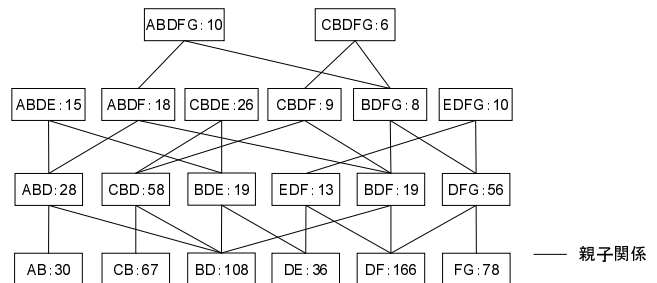 ABDFG:10 CBDFG:6
ABDE:15 ABDF:18 CBDE:26 CBDF:9 BDFG:8 EDFG:10
ABD:28 CBD:58 BDE:19 EDF:13 BDF:19 DFG:56
AB:30 CB:67 BD:108 DE:36 DF:166 FG:78 親子関係